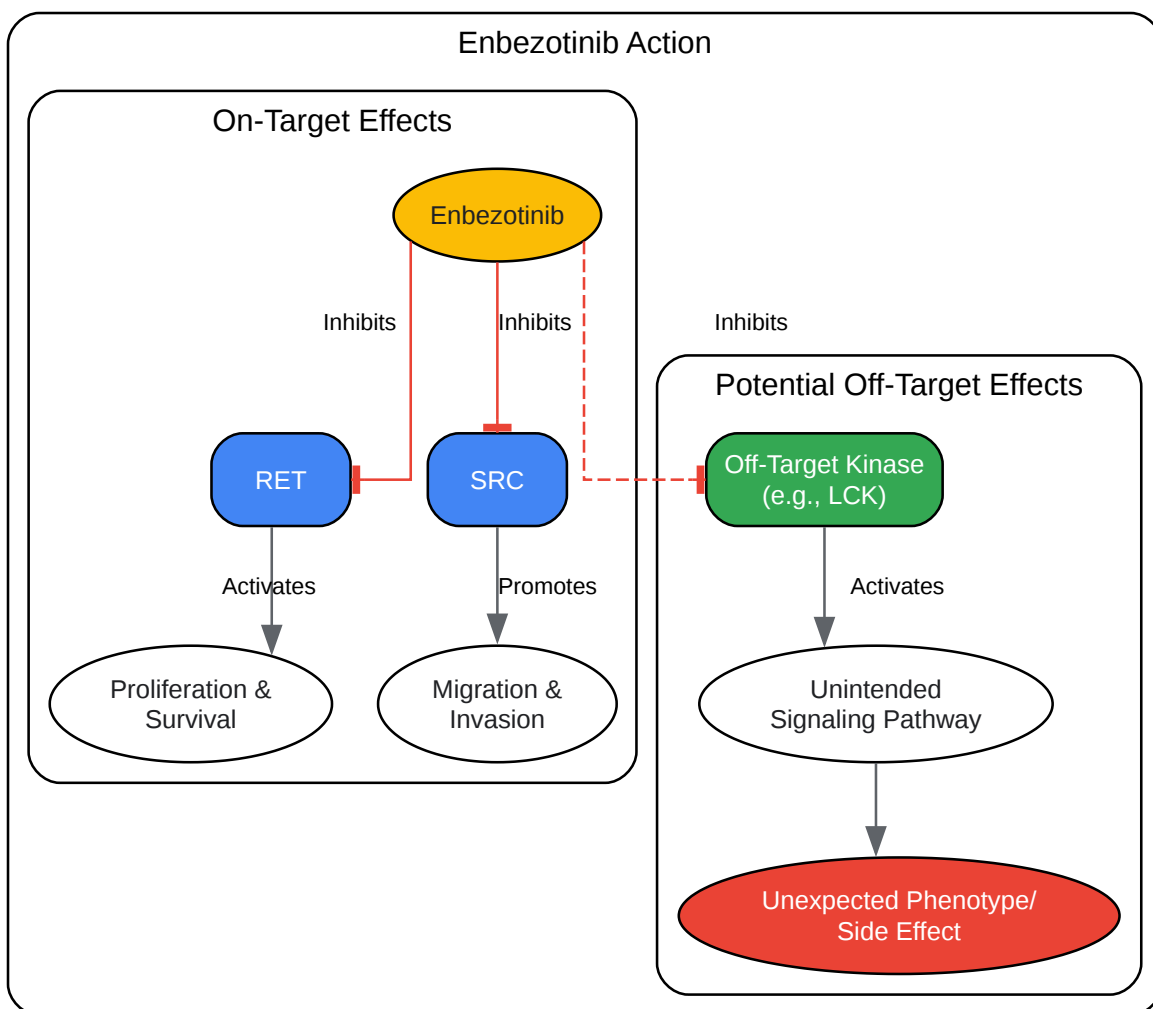 Enbezotinib Action
On-Target Effects
Enbezotinib
Inhibits
Inhibits
Inhibits
Potential Off-Target Effects
RET
SRC
Off-Target Kinase
(e.g., LCK)
Activates
Promotes
Activates
Proliferation &
Survival
Migration &
Invasion
Unintended
Signaling Pathway
Unexpected Phenotype/
Side Effect